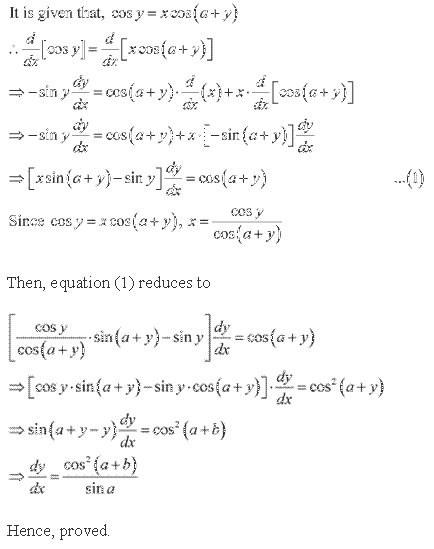 It is given that, cos y = x cos(a + y)
∴ d/dx [cos y] = d/dx [x cos(a + y)]
⇒ −sin y dy/dx = cos(a + y) · d/dx (x) + x · d/dx [cos(a + y)]
⇒ −sin y dy/dx = cos(a + y) + x · [−sin(a + y)] dy/dx
⇒ [x sin(a + y) − sin y] dy/dx = cos(a + y) ...(1)
Since cos y = x cos(a + y), x = cos y / cos(a + y)
Then, equation (1) reduces to
[cos y / cos(a + y) · sin(a + y) − sin y] dy/dx = cos(a + y)
⇒ [cos y · sin(a + y) − sin y · cos(a + y)] · dy/dx = cos²(a + y)
⇒ sin(a + y − y) dy/dx = cos²(a + b)
⇒ dy/dx = cos²(a + b) / sin a
Hence, proved.